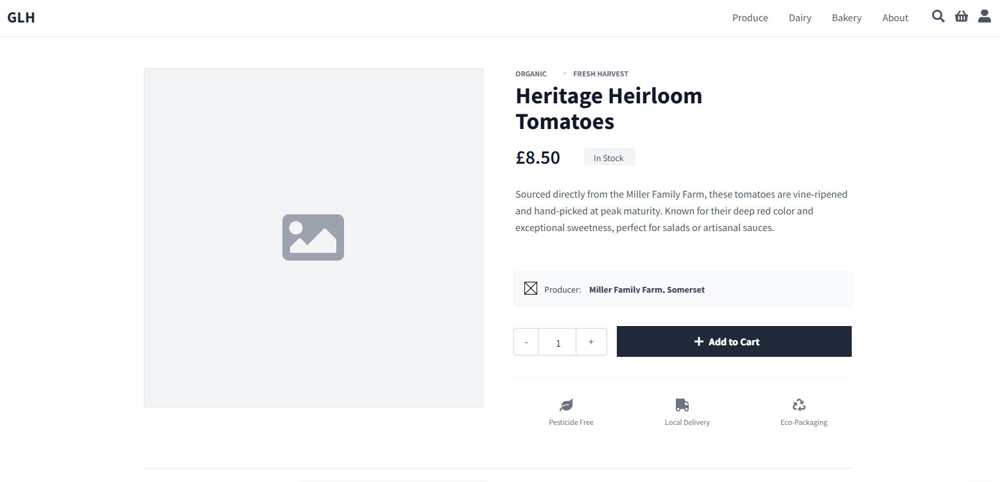 GLH
Produce
Dairy
Bakery
About
ORGANIC • FRESH HARVEST
Heritage Heirloom
Tomatoes
£8.50
In Stock
Sourced directly from the Miller Family Farm, these tomatoes are vine-ripened
and hand-picked at peak maturity. Known for their deep red color and
exceptional sweetness, perfect for salads or artisanal sauces.
Producer: Miller Family Farm, Somerset
- 1 +
Add to Cart
Pesticide Free
Local Delivery
Eco-Packaging